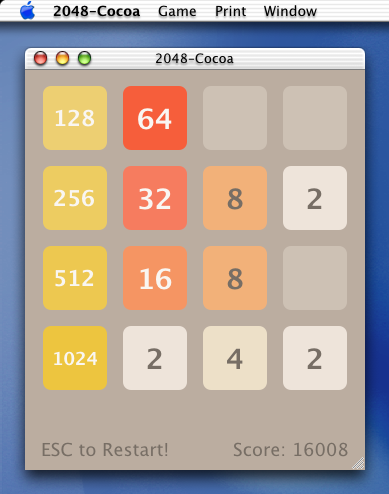 2048-Cocoa Game Print Window
2048-Cocoa
128 64
256 32 8 2
512 16 8
1024 2 4 2
ESC to Restart! Score: 16008